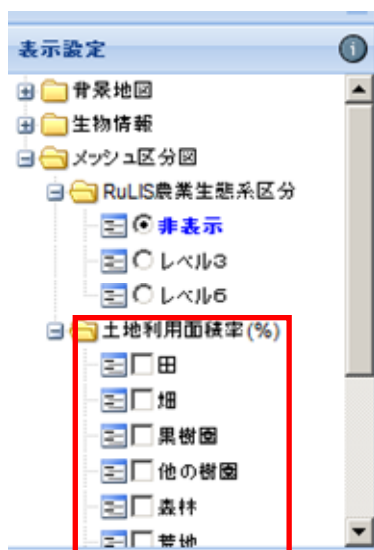 表示設定
背景地図
生物情報
メッシュ区分図
RuLIS農業生態系区分
非表示
レベル3
レベル6
土地利用面積率(%)
田
畑
果樹園
他の樹園
森林
荒地